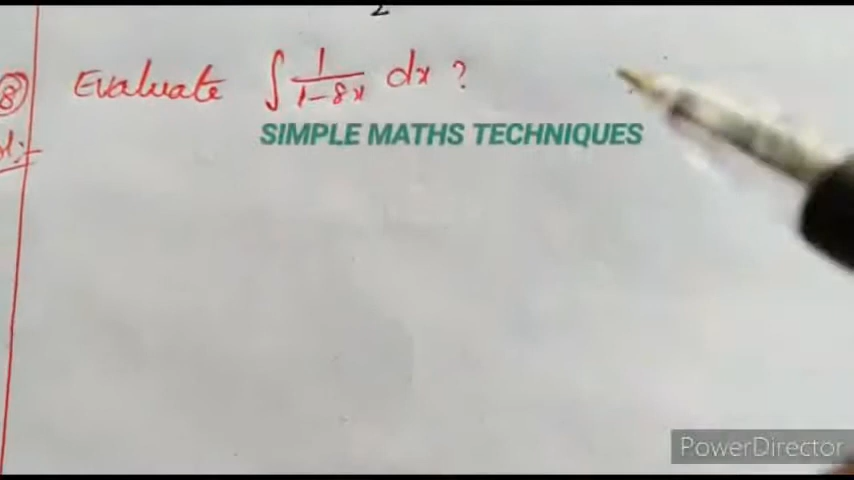 8 Evaluate ∫ 1/(1-8x) dx ?
SIMPLE MATHS TECHNIQUES
PowerDirector